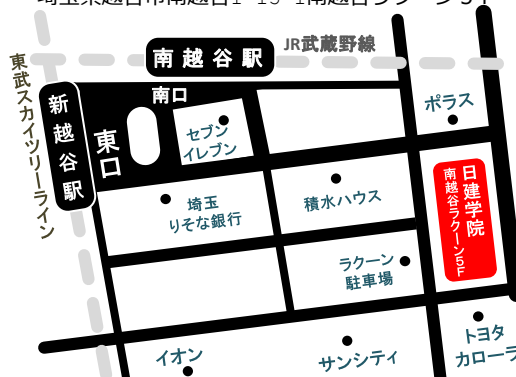 南越谷駅
JR武蔵野線
東武スカイツリーライン
新越谷駅
南口
東口
セブン
イレブン
ポラス
埼玉
りそな銀行
積水ハウス
日建学院
南越谷ラクーン5F
ラクーン
駐車場
イオン
サンシティ
トヨタ
カローラ